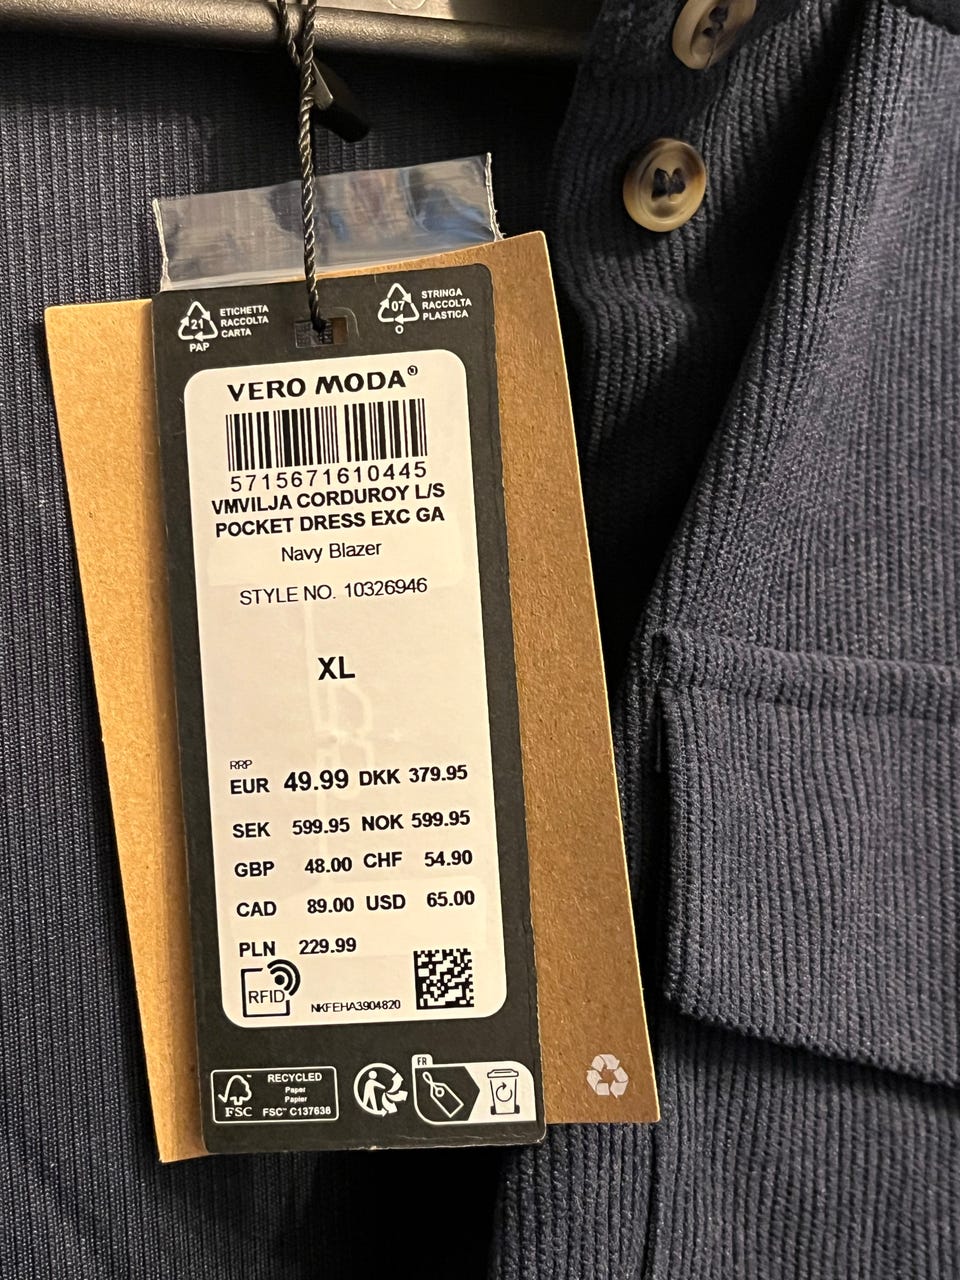 21
PAP
ETICHETTA
RACCOLTA
CARTA
07
O
STRINGA
RACCOLTA
PLASTICA
VERO MODA
5715671610445
VMVILJA CORDUROY L/S
POCKET DRESS EXC GA
Navy Blazer
STYLE NO. 10326946
XL
RRP
EUR 49.99 DKK 379.95
SEK 599.95 NOK 599.95
GBP 48.00 CHF 54.90
CAD 89.00 USD 65.00
PLN 229.99
RFID
NKFEHA3904820
FSC
RECYCLED
Paper
Papier
FSC™ C137638
FR